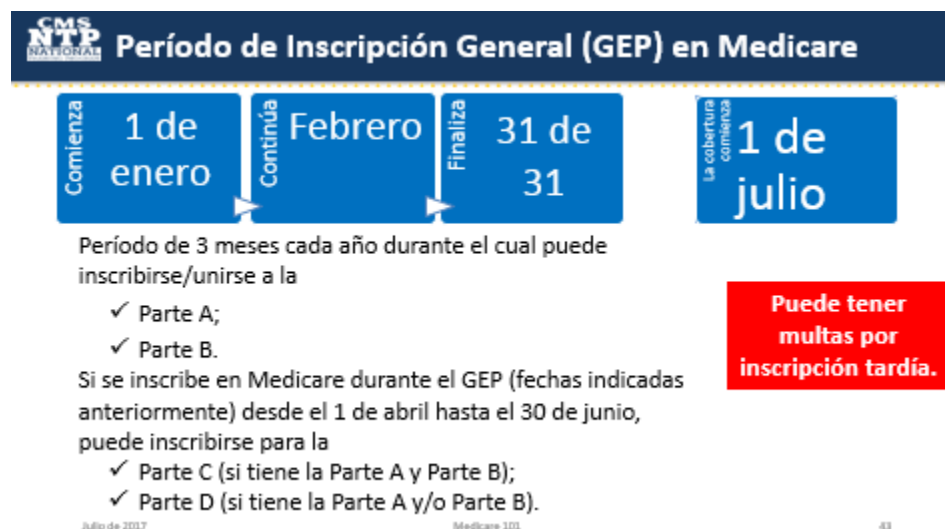 CMS
NTP
NATIONAL
Período de Inscripción General (GEP) en Medicare
Comienza
1 de
enero
Continúa
Febrero
Finaliza
31 de
31
La cobertura
comienza
1 de
julio
Período de 3 meses cada año durante el cual puede
inscribirse/unirse a la
✓ Parte A;
✓ Parte B.
Puede tener
multas por
inscripción tardía.
Si se inscribe en Medicare durante el GEP (fechas indicadas
anteriormente) desde el 1 de abril hasta el 30 de junio,
puede inscribirse para la
✓ Parte C (si tiene la Parte A y Parte B);
✓ Parte D (si tiene la Parte A y/o Parte B).
Julio de 2017
Medicare 101
43